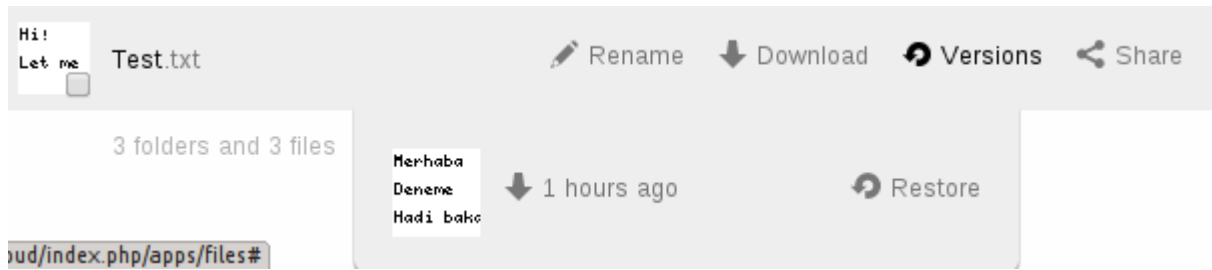 Hi!
Let me
Test.txt
Rename
Download
Versions
Share
3 folders and 3 files
Merhaba
Deneme
Hadi
1 hours ago
Restore
oud/index.php/apps/files#